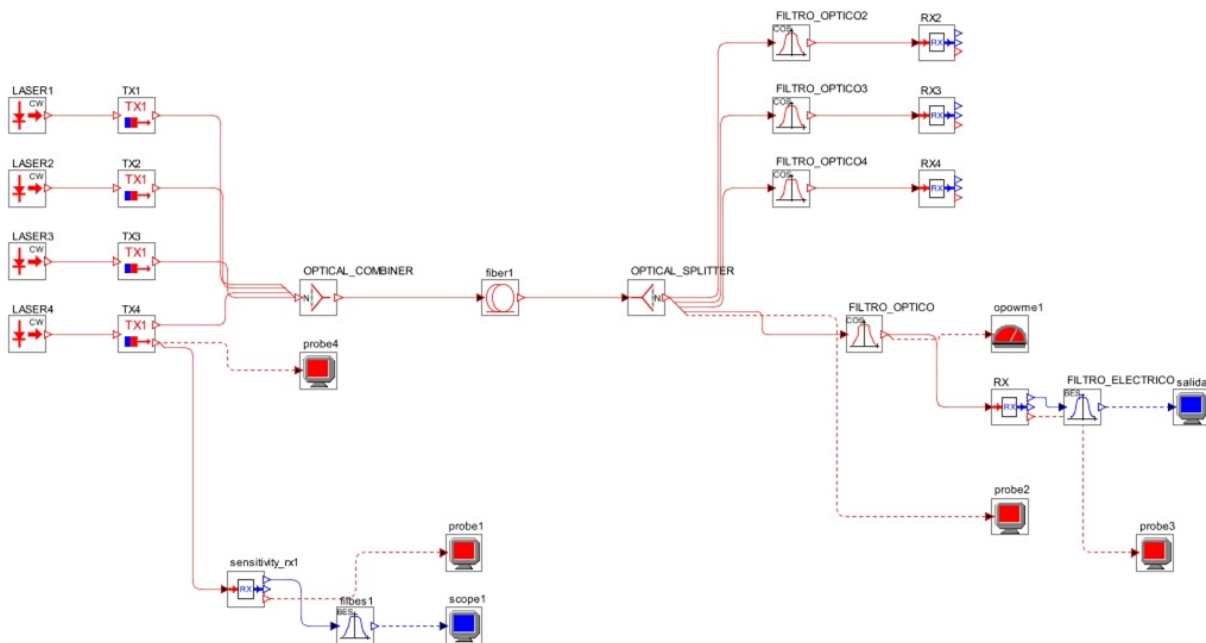 FILTRO_OPTICO2
RX2
COS
RX
LASER1
TX1
FILTRO_OPTICO3
RX3
CW
TX1
COS
RX
LASER2
TX2
FILTRO_OPTICO4
RX4
CW
TX1
COS
RX
LASER3
TX3
CW
TX1
OPTICAL_COMBINER
fiber1
OPTICAL_SPLITTER
N
N
LASER4
TX4
FILTRO_OPTICO
opowme1
CW
TX1
COS
probe4
RX
FILTRO_ELECTRICO
salida
RX
BES
probe2
probe1
probe3
sensitivity_rx1
RX
filbes1
scope1
BES